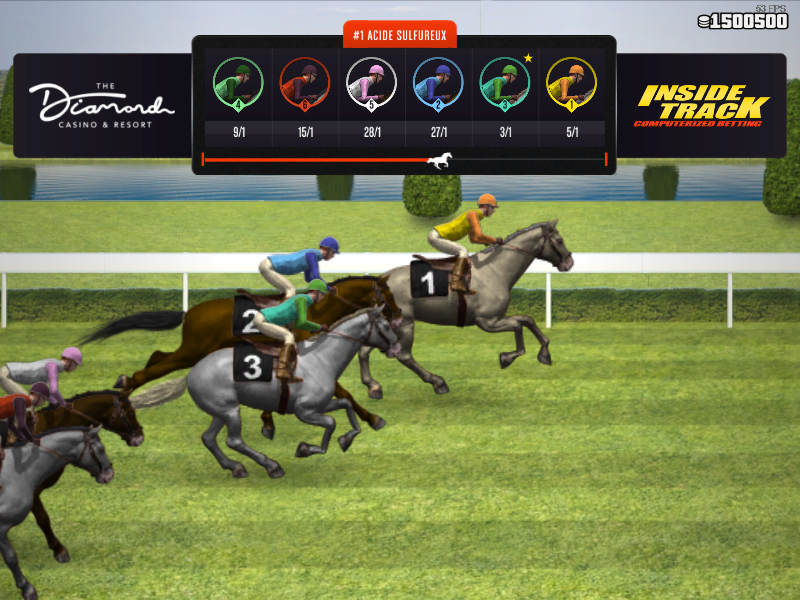 53 FPS
1500500
#1 ACIDE SULFUREUX
THE
Diamond
CASINO & RESORT
4 6 5 2 3 1
9/1 15/1 28/1 27/1 3/1 5/1
INSIDE
TRACK
COMPUTERIZED BETTING
1
2
3